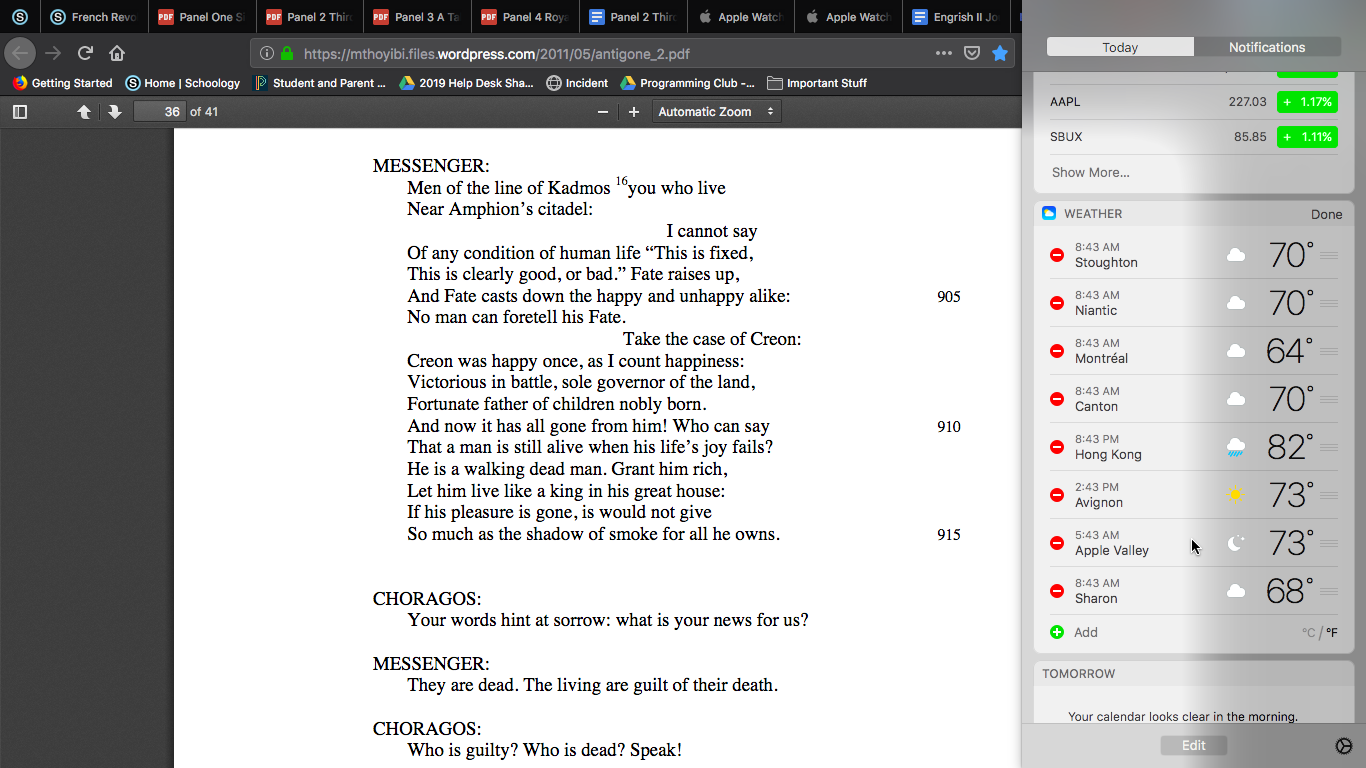 French Revo
Panel One S
Panel 2 Thir
Panel 3 A Ta
Panel 4 Roy
Panel 2 Thir
Apple Watch
Apple Watch
Engrish II Jo
https://mthoyibi.files.wordpress.com/2011/05/antigone_2.pdf
Getting Started
Home | Schoology
Student and Parent ...
2019 Help Desk Sha...
Incident
Programming Club -...
Important Stuff
36 of 41
Automatic Zoom
MESSENGER:
Men of the line of Kadmos 16you who live
Near Amphion’s citadel:
I cannot say
Of any condition of human life “This is fixed,
This is clearly good, or bad.” Fate raises up,
And Fate casts down the happy and unhappy alike: 905
No man can foretell his Fate.
Take the case of Creon:
Creon was happy once, as I count happiness:
Victorious in battle, sole governor of the land,
Fortunate father of children nobly born.
And now it has all gone from him! Who can say 910
That a man is still alive when his life’s joy fails?
He is a walking dead man. Grant him rich,
Let him live like a king in his great house:
If his pleasure is gone, is would not give
So much as the shadow of smoke for all he owns. 915
CHORAGOS:
Your words hint at sorrow: what is your news for us?
MESSENGER:
They are dead. The living are guilt of their death.
CHORAGOS:
Who is guilty? Who is dead? Speak!
Today Notifications
AAPL 227.03 + 1.17%
SBUX 85.85 + 1.11%
Show More...
WEATHER Done
8:43 AM
Stoughton 70°
8:43 AM
Niantic 70°
8:43 AM
Montréal 64°
8:43 AM
Canton 70°
8:43 PM
Hong Kong 82°
2:43 PM
Avignon 73°
5:43 AM
Apple Valley 73°
8:43 AM
Sharon 68°
Add °C / °F
TOMORROW
Your calendar looks clear in the morning.
Edit